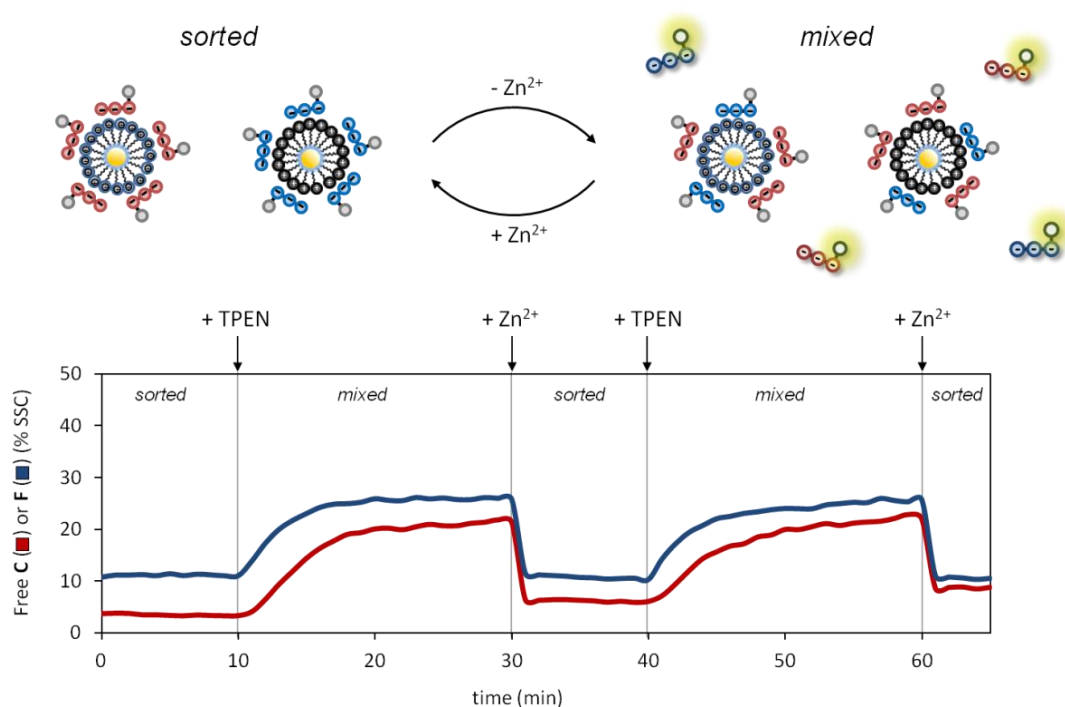 sorted
mixed
- Zn²⁺
+ Zn²⁺
+ TPEN
+ Zn²⁺
+ TPEN
+ Zn²⁺
sorted
mixed
sorted
mixed
sorted
Free C (■) or F (■) (% SSC)
50
40
30
20
10
0
0
10
20
30
40
50
60
time (min)